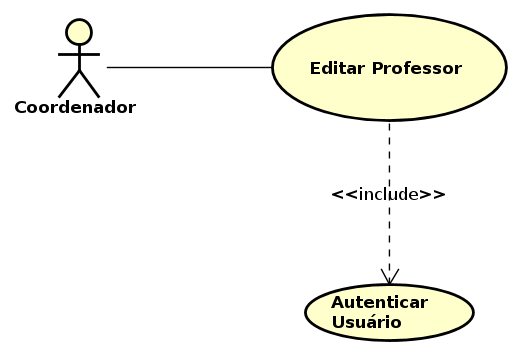 Editar Professor
Coordenador
<<include>>
Autenticar
Usuário